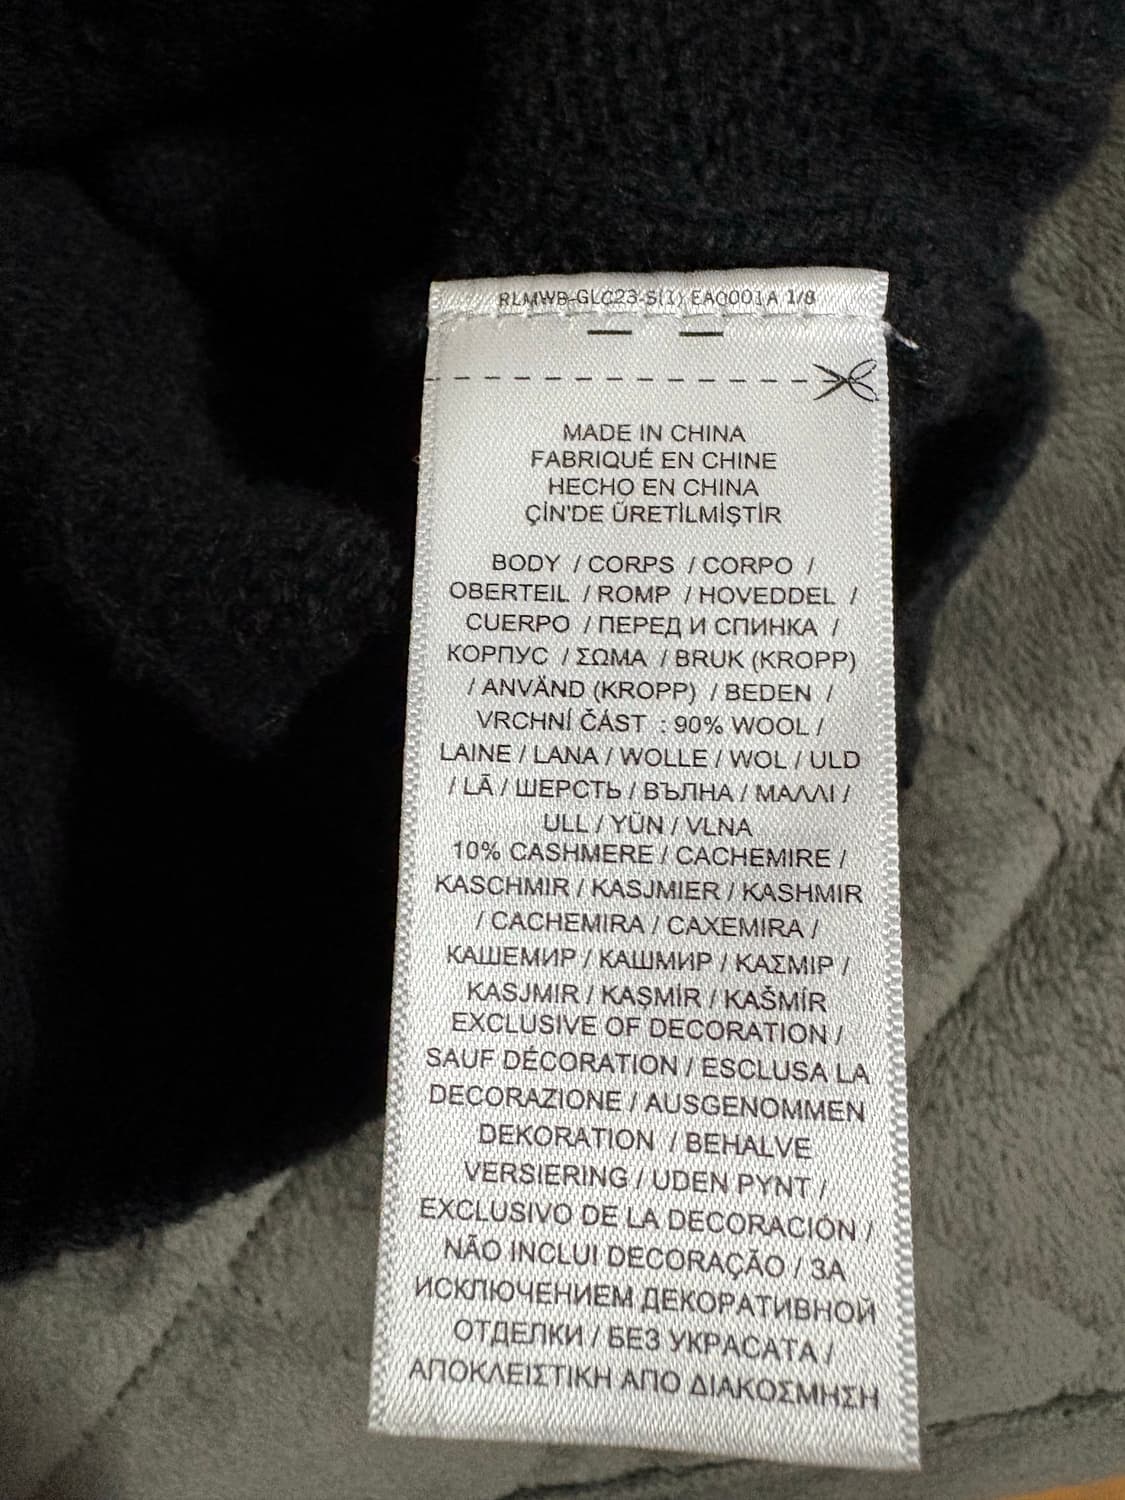 RLMWB-GLC23-S(1) EA0001A 1/8
MADE IN CHINA
FABRIQUÉ EN CHINE
HECHO EN CHINA
ÇİN'DE ÜRETİLMİŞTİR
BODY / CORPS / CORPO /
OBERTEIL / ROMP / HOVEDDEL /
CUERPO / ПЕРЕД И СПИНКА /
КОРПУС / ΣΩΜΑ / BRUK (KROPP)
/ ANVÄND (KROPP) / BEDEN /
VRCHNÍ ČÁST : 90% WOOL /
LAINE / LANA / WOLLE / WOL / ULD
/ LÃ / ШЕРСТЬ / ВЪЛНА / ΜΑΛΛΙ /
ULL / YÜN / VLNA
10% CASHMERE / CACHEMIRE /
KASCHMIR / KASJMIER / KASHMIR
/ CACHEMIRA / CAXEMIRA /
КАШЕМИР / КАШМИР / ΚΑΣΜΙΡ /
KASJMIR / KAŞMİR / KAŠMÍR
EXCLUSIVE OF DECORATION /
SAUF DÉCORATION / ESCLUSA LA
DECORAZIONE / AUSGENOMMEN
DEKORATION / BEHALVE
VERSIERING / UDEN PYNT /
EXCLUSIVO DE LA DECORACIÓN /
NÃO INCLUI DECORAÇÃO / ЗА
ИСКЛЮЧЕНИЕМ ДЕКОРАТИВНОЙ
ОТДЕЛКИ / БЕЗ УКРАСАТА /
ΑΠΟΚΛΕΙΣΤΙΚΗ ΑΠΟ ΔΙΑΚΟΣΜΗΣΗ